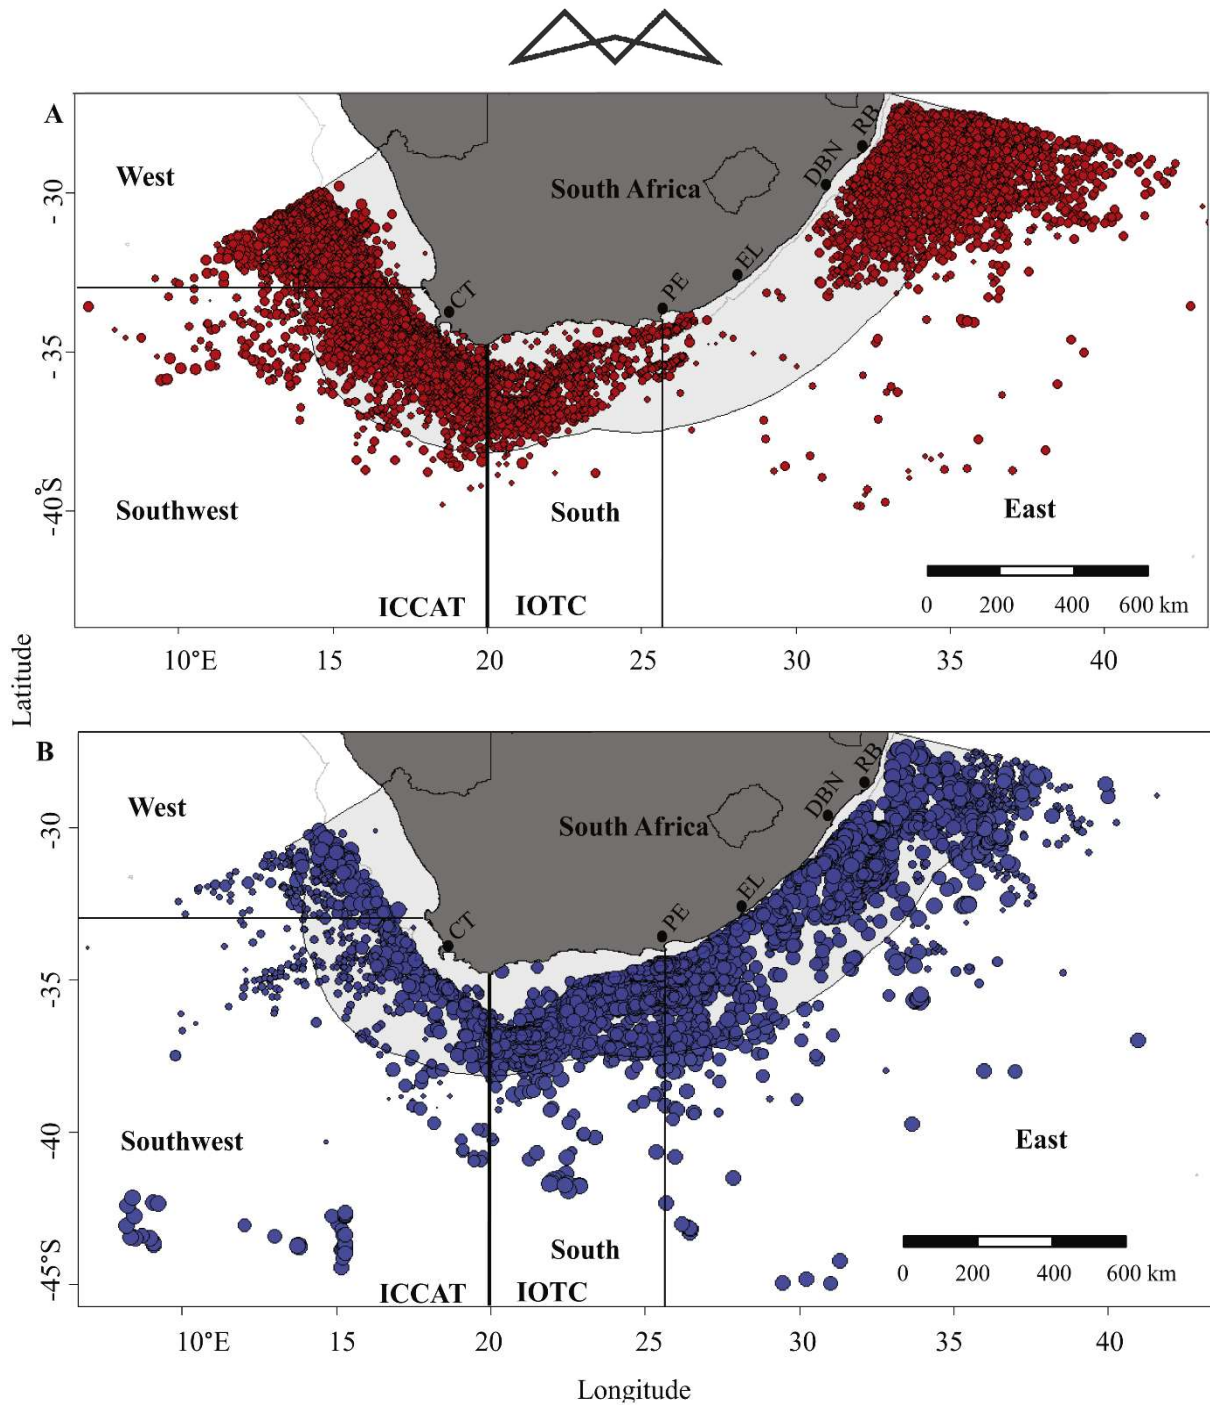 A
West
-30
South Africa
RB
DBN
EL
PE
CT
-35
-40°S
Southwest
South
East
ICCAT
IOTC
0 200 400 600 km
10°E 15 20 25 30 35 40
Latitude
B
West
-30
South Africa
RB
DBN
EL
PE
CT
-35
-40
Southwest
East
South
-45°S
ICCAT
IOTC
0 200 400 600 km
10°E 15 20 25 30 35 40
Longitude